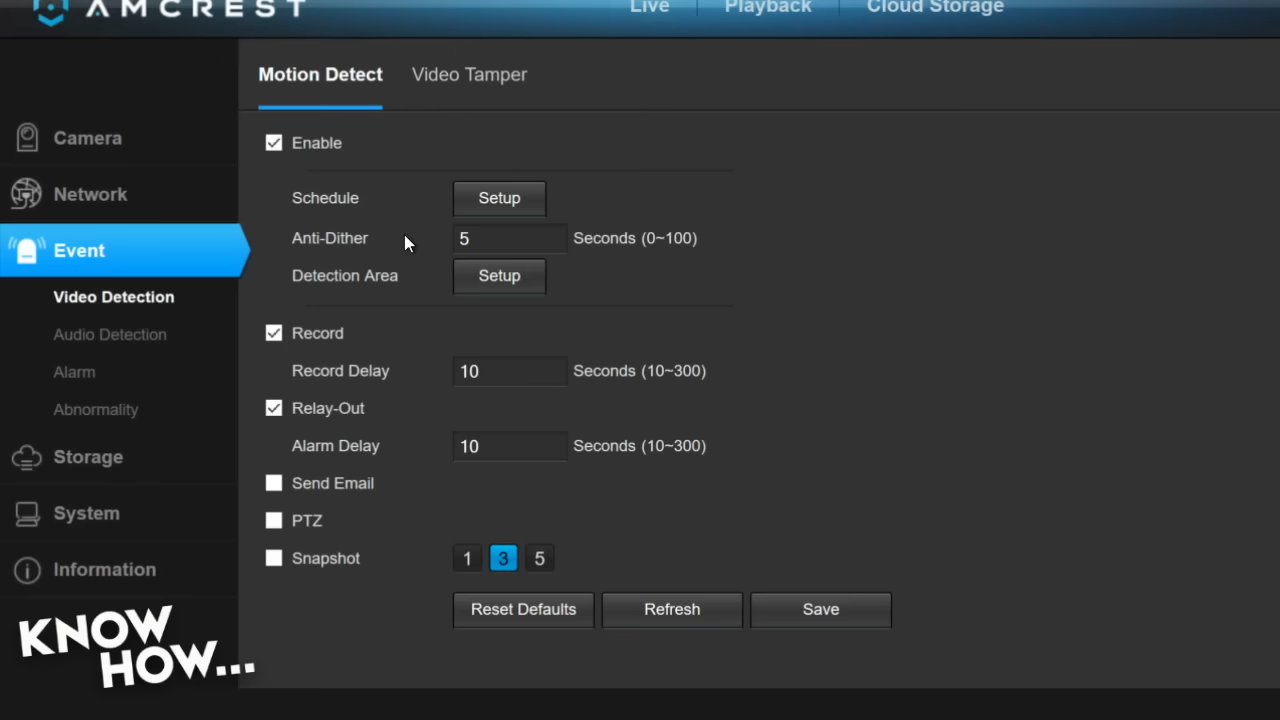 AMCREST
Live Playback Cloud Storage
Motion Detect Video Tamper
Camera
Network
Event
Video Detection
Audio Detection
Alarm
Abnormality
Storage
System
Information
Enable
Schedule Setup
Anti-Dither 5 Seconds (0~100)
Detection Area Setup
Record
Record Delay 10 Seconds (10~300)
Relay-Out
Alarm Delay 10 Seconds (10~300)
Send Email
PTZ
Snapshot 1 3 5
Reset Defaults Refresh Save
KNOW
HOW...